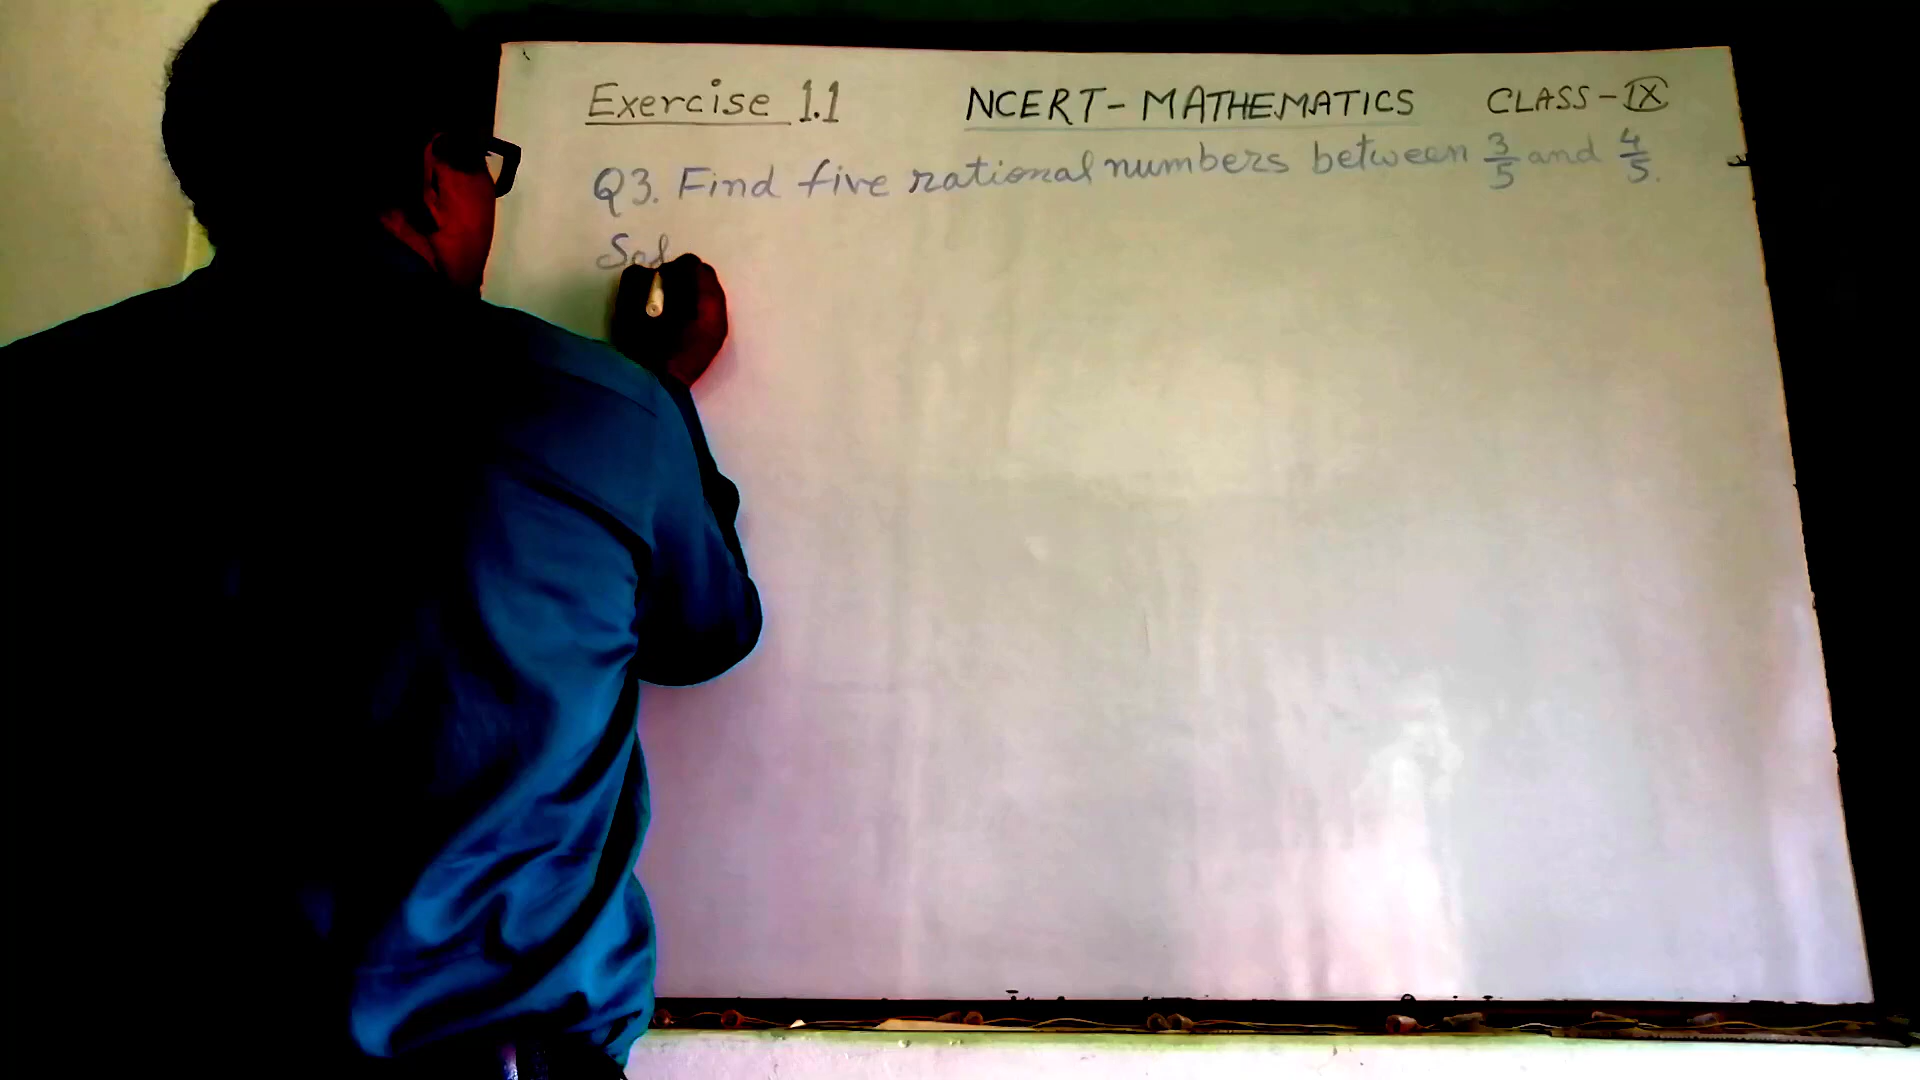 Exercise 1.1 NCERT - MATHEMATICS CLASS - IX
Q3. Find five rational numbers between 3/5 and 4/5.
Sol